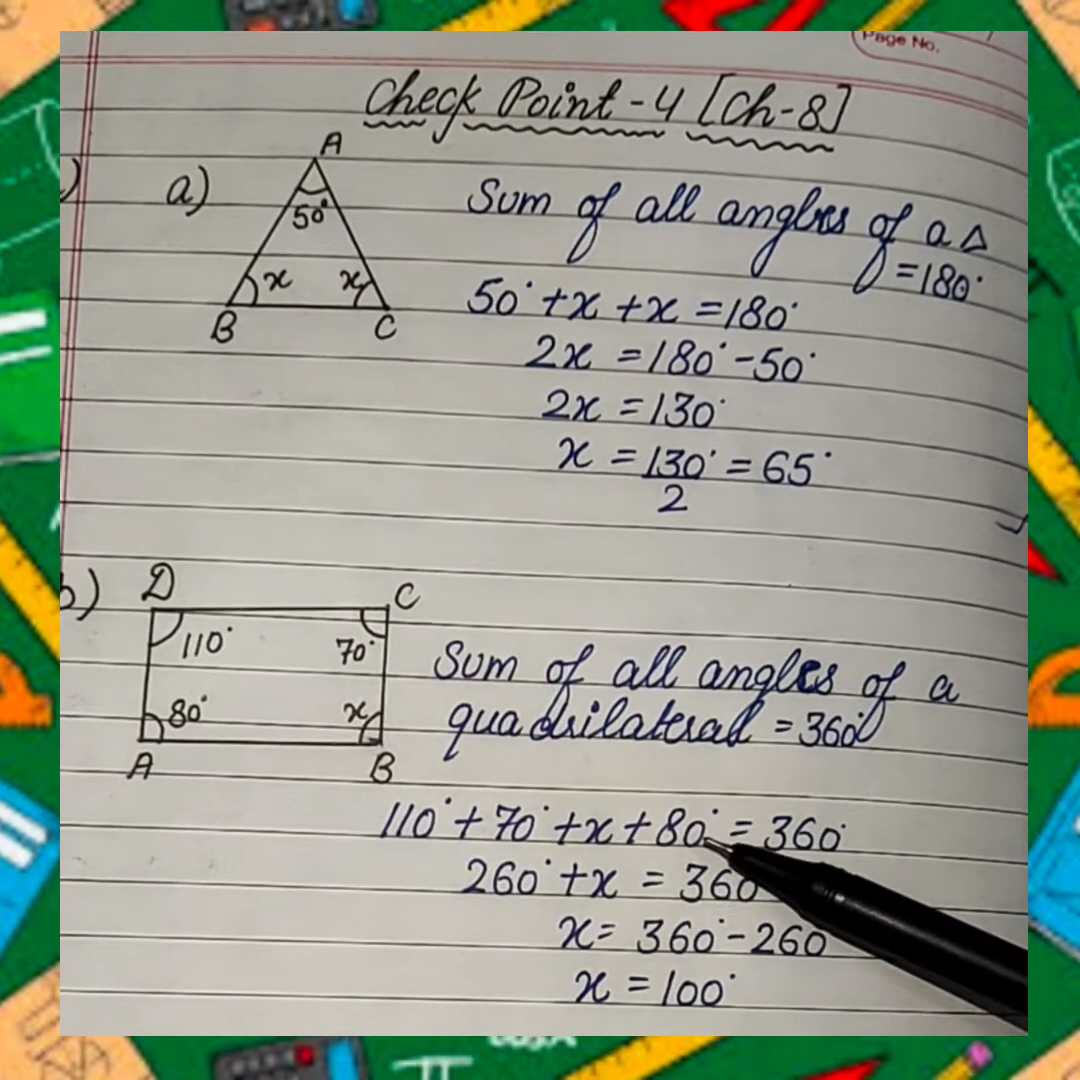 Page No.
Check Point - 4 [Ch-8]
a)
A
50°
x x
B C
Sum of all angles of a Δ
= 180°
50° + x + x = 180°
2x = 180° - 50°
2x = 130°
x = 130° = 65°
2
b)
D C
110° 70°
80° x
A B
Sum of all angles of a
quadrilateral = 360°
110° + 70° + x + 80° = 360°
260° + x = 360
x = 360° - 260
x = 100°